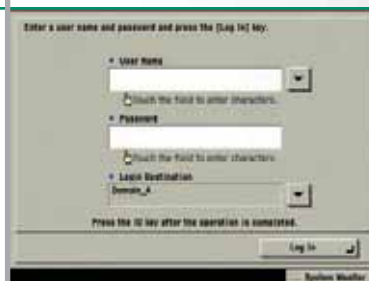 Enter a user name and password and press the [Log In] key.
User Name
Touch the field to enter characters.
Password
Touch the field to enter characters.
Login Destination
Domain_A
Press the ID key after the operation is completed.
Log In
System Monitor